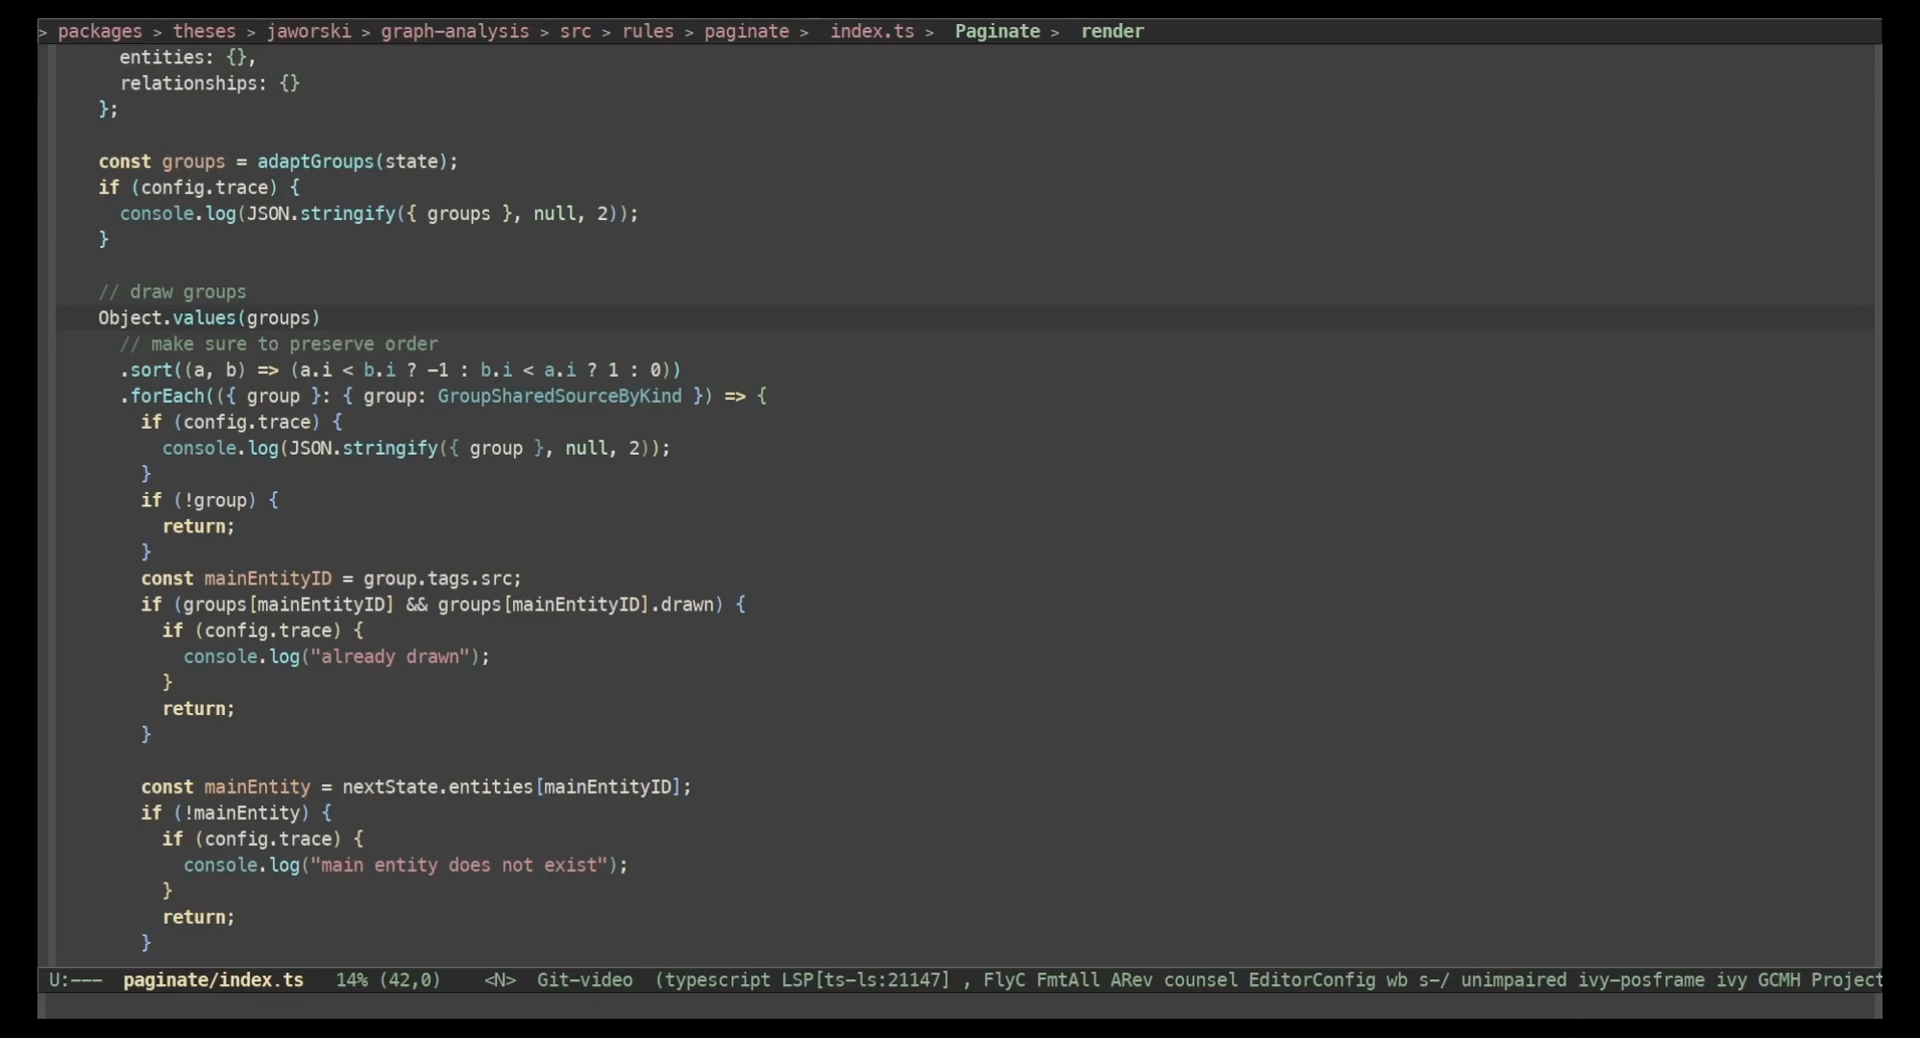 > packages > theses > jaworski > graph-analysis > src > rules > paginate > index.ts > Paginate > render
entities: {},
relationships: {}
};
const groups = adaptGroups(state);
if (config.trace) {
console.log(JSON.stringify({ groups }, null, 2));
}
// draw groups
Object.values(groups)
// make sure to preserve order
.sort((a, b) => (a.i < b.i ? -1 : b.i < a.i ? 1 : 0))
.forEach(({ group }: { group: GroupSharedSourceByKind }) => {
if (config.trace) {
console.log(JSON.stringify({ group }, null, 2));
}
if (!group) {
return;
}
const mainEntityID = group.tags.src;
if (groups[mainEntityID] && groups[mainEntityID].drawn) {
if (config.trace) {
console.log("already drawn");
}
return;
}
const mainEntity = nextState.entities[mainEntityID];
if (!mainEntity) {
if (config.trace) {
console.log("main entity does not exist");
}
return;
}
U:--- paginate/index.ts 14% (42,0) <N> Git-video (typescript LSP[ts-ls:21147] , FlyC FmtAll ARev counsel EditorConfig wb s-/ unimpaired ivy-posframe ivy GCMH Project